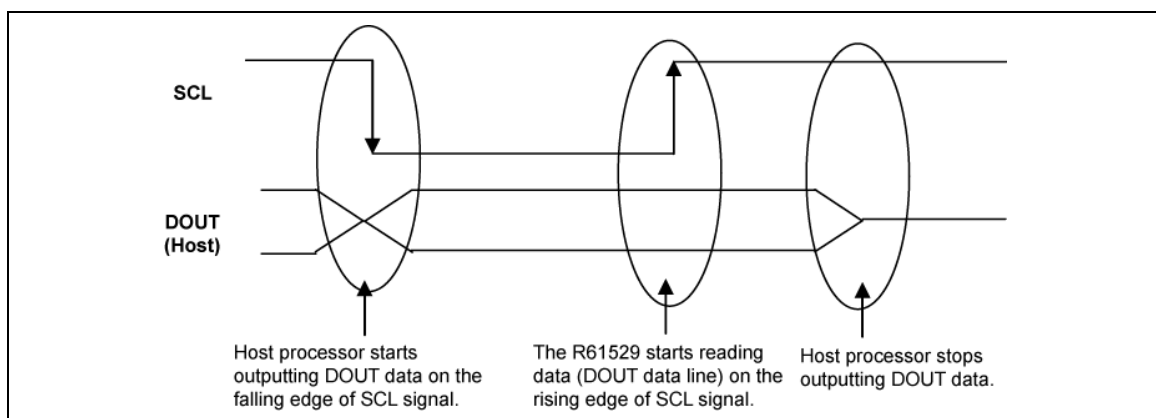 SCL
DOUT
(Host)
Host processor starts
outputting DOUT data on the
falling edge of SCL signal.
The R61529 starts reading
data (DOUT data line) on the
rising edge of SCL signal.
Host processor stops
outputting DOUT data.